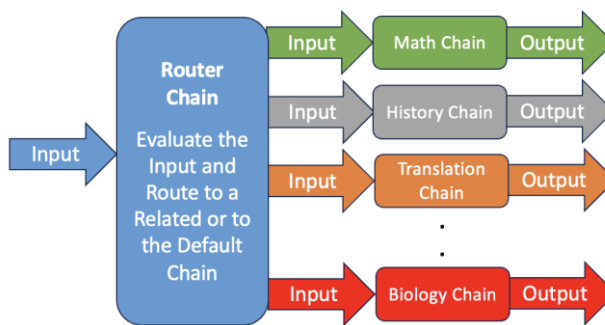 Input
Router
Chain
Evaluate the
Input and
Route to a
Related or to
the Default
Chain
Input
Math Chain
Output
Input
History Chain
Output
Input
Translation
Chain
Output
.
.
Input
Biology Chain
Output